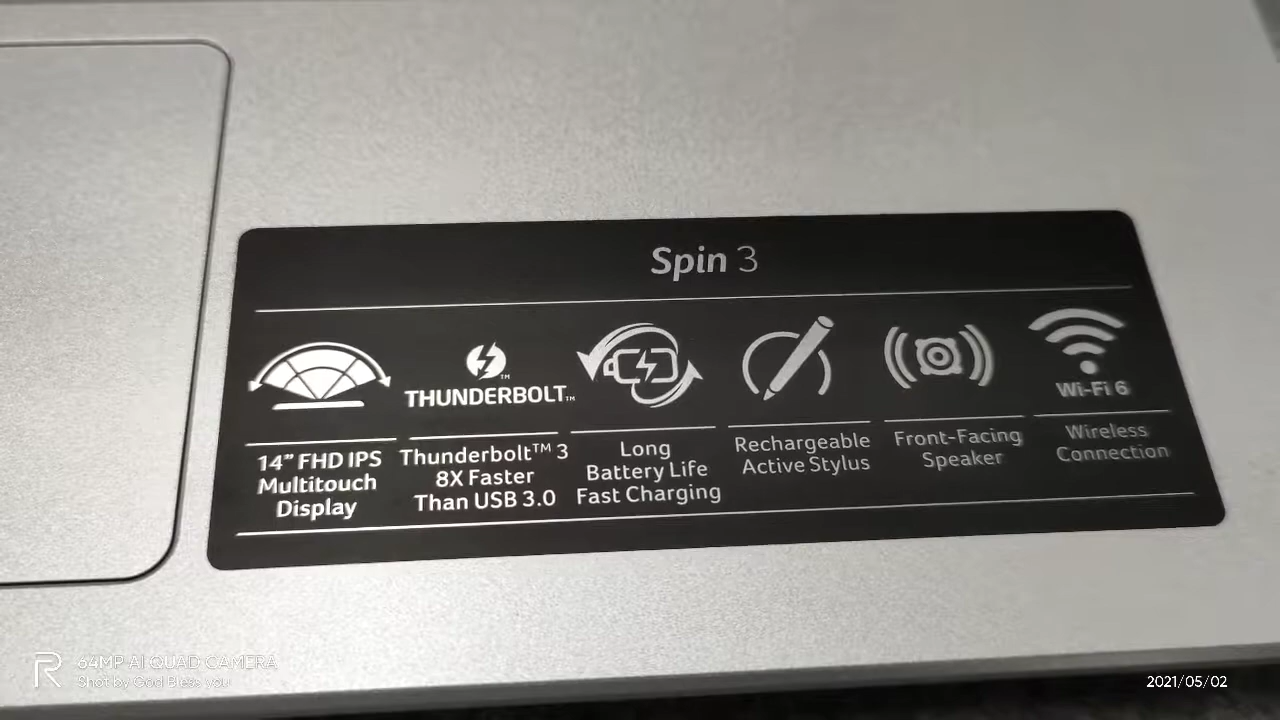 Spin 3
THUNDERBOLT™
Wi-Fi 6
14” FHD IPS
Multitouch
Display
Thunderbolt™ 3
8X Faster
Than USB 3.0
Long
Battery Life
Fast Charging
Rechargeable
Active Stylus
Front-Facing
Speaker
Wireless
Connection
R
64MP AI QUAD CAMERA
Shot by God Bless you
2021/05/02